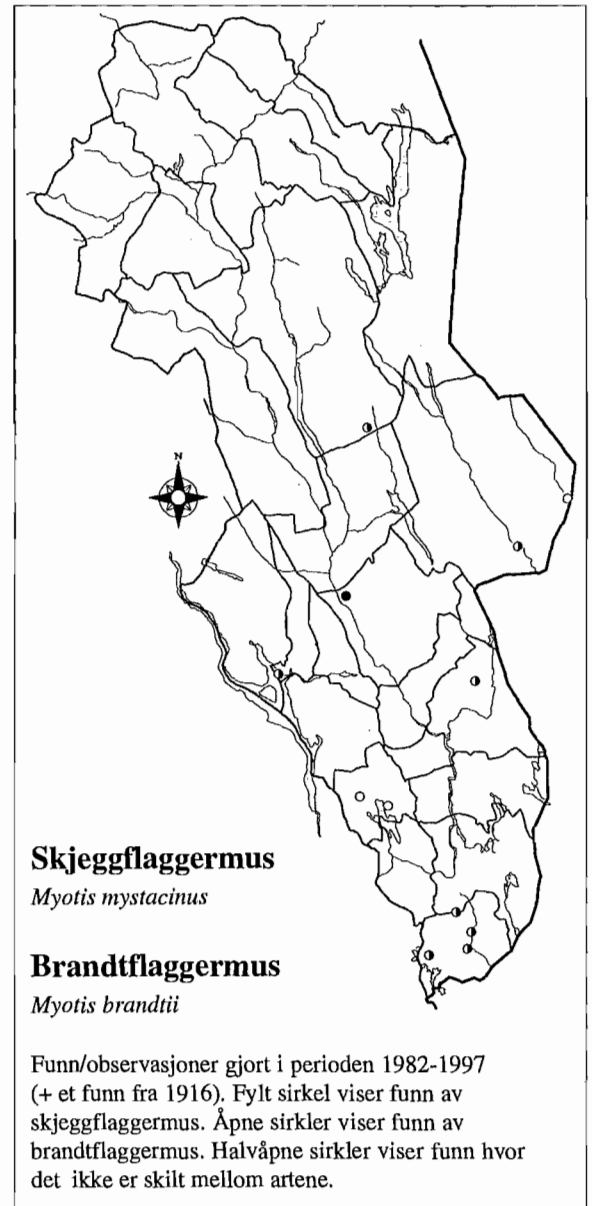 N
Skjeggflaggermus
Myotis mystacinus
Brandtflaggermus
Myotis brandtii
Funn/observasjoner gjort i perioden 1982-1997
(+ et funn fra 1916). Fylt sirkel viser funn av
skjeggflaggermus. Åpne sirkler viser funn av
brandtflaggermus. Halvåpne sirkler viser funn hvor
det ikke er skilt mellom artene.